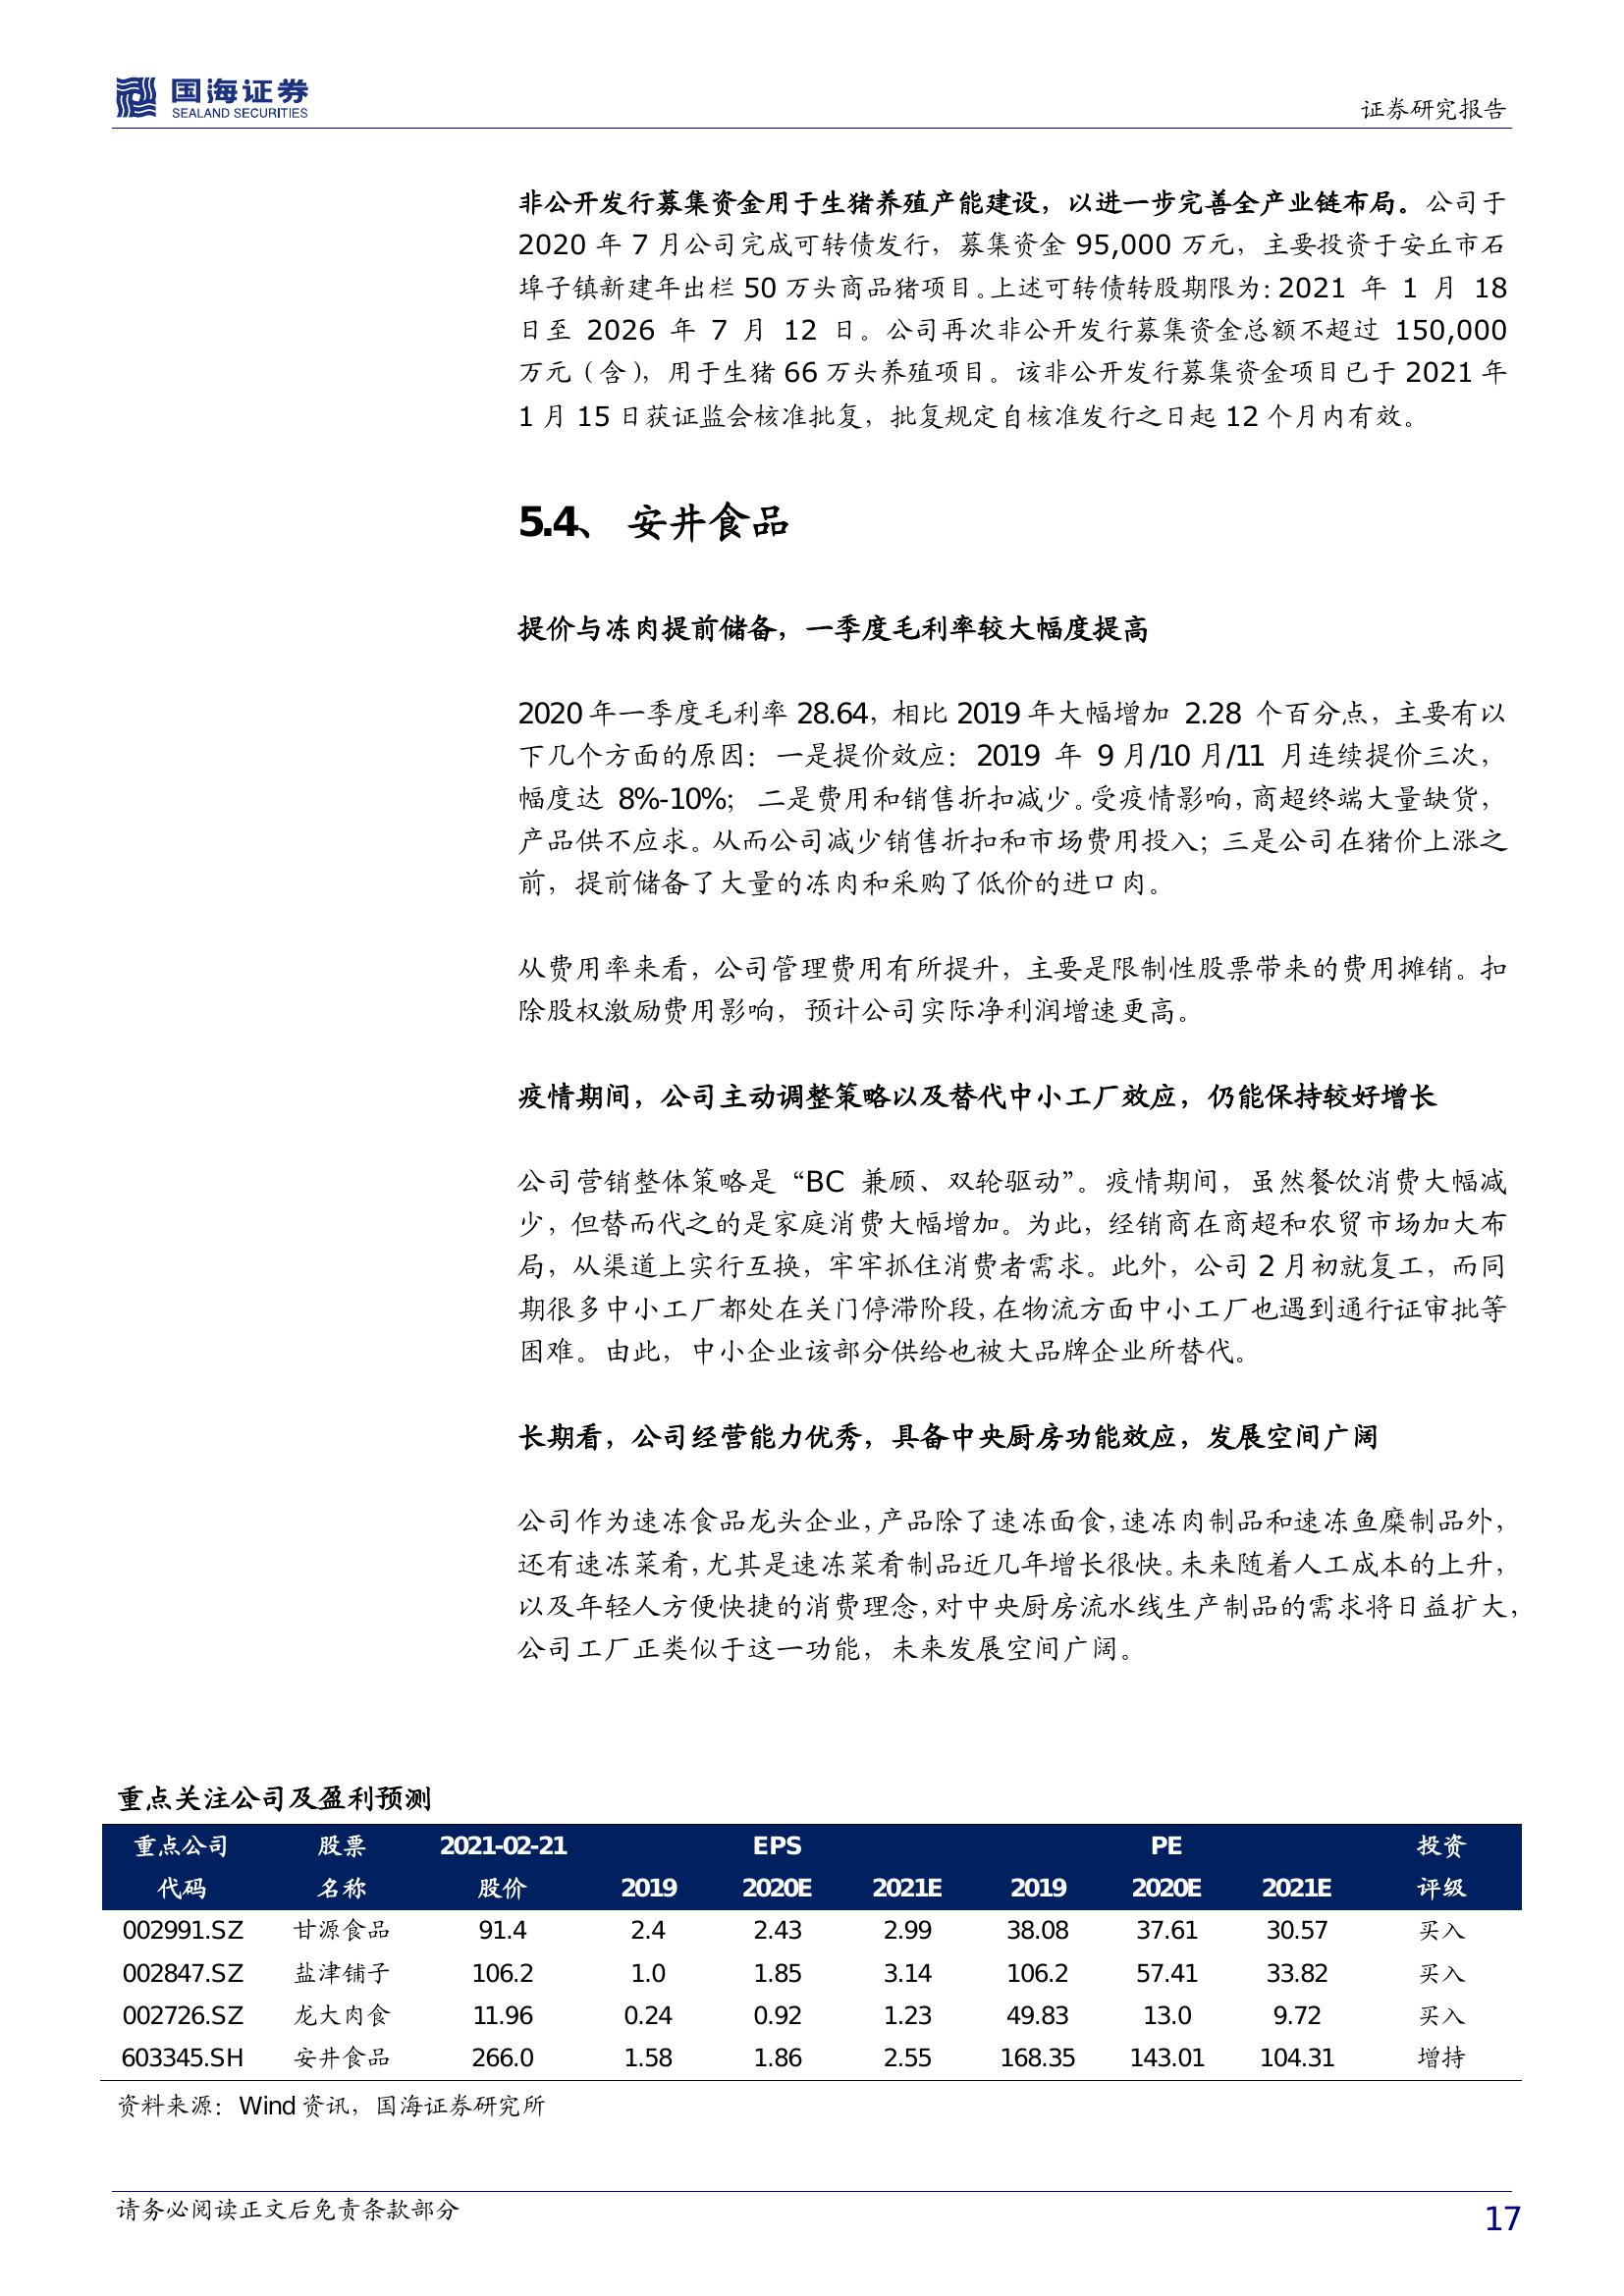 国海证券
SEALAND SECURITIES
证券研究报告
非公开发行募集资金用于生猪养殖产能建设，以进一步完善全产业链布局。公司于
2020 年 7 月公司完成可转债发行，募集资金 95,000 万元，主要投资于安丘市石
埠子镇新建年出栏 50 万头商品猪项目。上述可转债转股期限为：2021 年 1 月 18
日至 2026 年 7 月 12 日。公司再次非公开发行募集资金总额不超过 150,000
万元（含），用于生猪 66 万头养殖项目。该非公开发行募集资金项目已于 2021 年
1 月 15 日获证监会核准批复，批复规定自核准发行之日起 12 个月内有效。
5.4、 安井食品
提价与冻肉提前储备，一季度毛利率较大幅度提高
2020 年一季度毛利率 28.64，相比 2019 年大幅增加 2.28 个百分点，主要有以
下几个方面的原因：一是提价效应：2019 年 9 月/10 月/11 月连续提价三次，
幅度达 8%-10%； 二是费用和销售折扣减少。受疫情影响，商超终端大量缺货，
产品供不应求。从而公司减少销售折扣和市场费用投入；三是公司在猪价上涨之
前，提前储备了大量的冻肉和采购了低价的进口肉。
从费用率来看，公司管理费用有所提升，主要是限制性股票带来的费用摊销。扣
除股权激励费用影响，预计公司实际净利润增速更高。
疫情期间，公司主动调整策略以及替代中小工厂效应，仍能保持较好增长
公司营销整体策略是“BC 兼顾、双轮驱动”。疫情期间，虽然餐饮消费大幅减
少，但替而代之的是家庭消费大幅增加。为此，经销商在商超和农贸市场加大布
局，从渠道上实行互换，牢牢抓住消费者需求。此外，公司 2 月初就复工，而同
期很多中小工厂都处在关门停滞阶段，在物流方面中小工厂也遇到通行证审批等
困难。由此，中小企业该部分供给也被大品牌企业所替代。
长期看，公司经营能力优秀，具备中央厨房功能效应，发展空间广阔
公司作为速冻食品龙头企业，产品除了速冻面食，速冻肉制品和速冻鱼糜制品外，
还有速冻菜肴，尤其是速冻菜肴制品近几年增长很快。未来随着人工成本的上升，
以及年轻人方便快捷的消费理念，对中央厨房流水线生产制品的需求将日益扩大，
公司工厂正类似于这一功能，未来发展空间广阔。
重点关注公司及盈利预测
重点公司 股票 2021-02-21 EPS PE 投资
代码 名称 股价 2019 2020E 2021E 2019 2020E 2021E 评级
002991.SZ 甘源食品 91.4 2.4 2.43 2.99 38.08 37.61 30.57 买入
002847.SZ 盐津铺子 106.2 1.0 1.85 3.14 106.2 57.41 33.82 买入
002726.SZ 龙大肉食 11.96 0.24 0.92 1.23 49.83 13.0 9.72 买入
603345.SH 安井食品 266.0 1.58 1.86 2.55 168.35 143.01 104.31 增持
资料来源：Wind 资讯，国海证券研究所
请务必阅读正文后免责条款部分
17